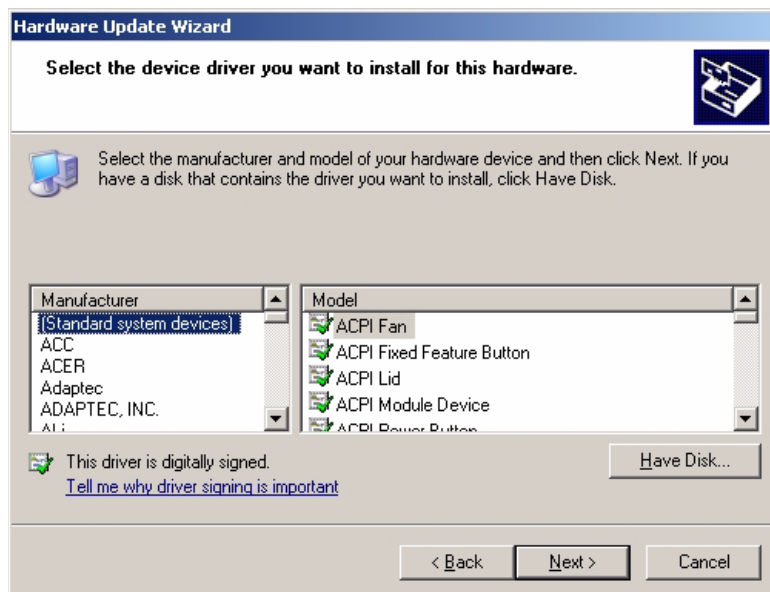 Hardware Update Wizard
Select the device driver you want to install for this hardware.
Select the manufacturer and model of your hardware device and then click Next. If you
have a disk that contains the driver you want to install, click Have Disk.
Manufacturer
(Standard system devices)
ACC
ACER
Adaptec
ADAPTEC, INC.
Model
ACPI Fan
ACPI Fixed Feature Button
ACPI Lid
ACPI Module Device
ACPI Power Button
This driver is digitally signed.
Tell me why driver signing is important
Have Disk...
< Back
Next >
Cancel